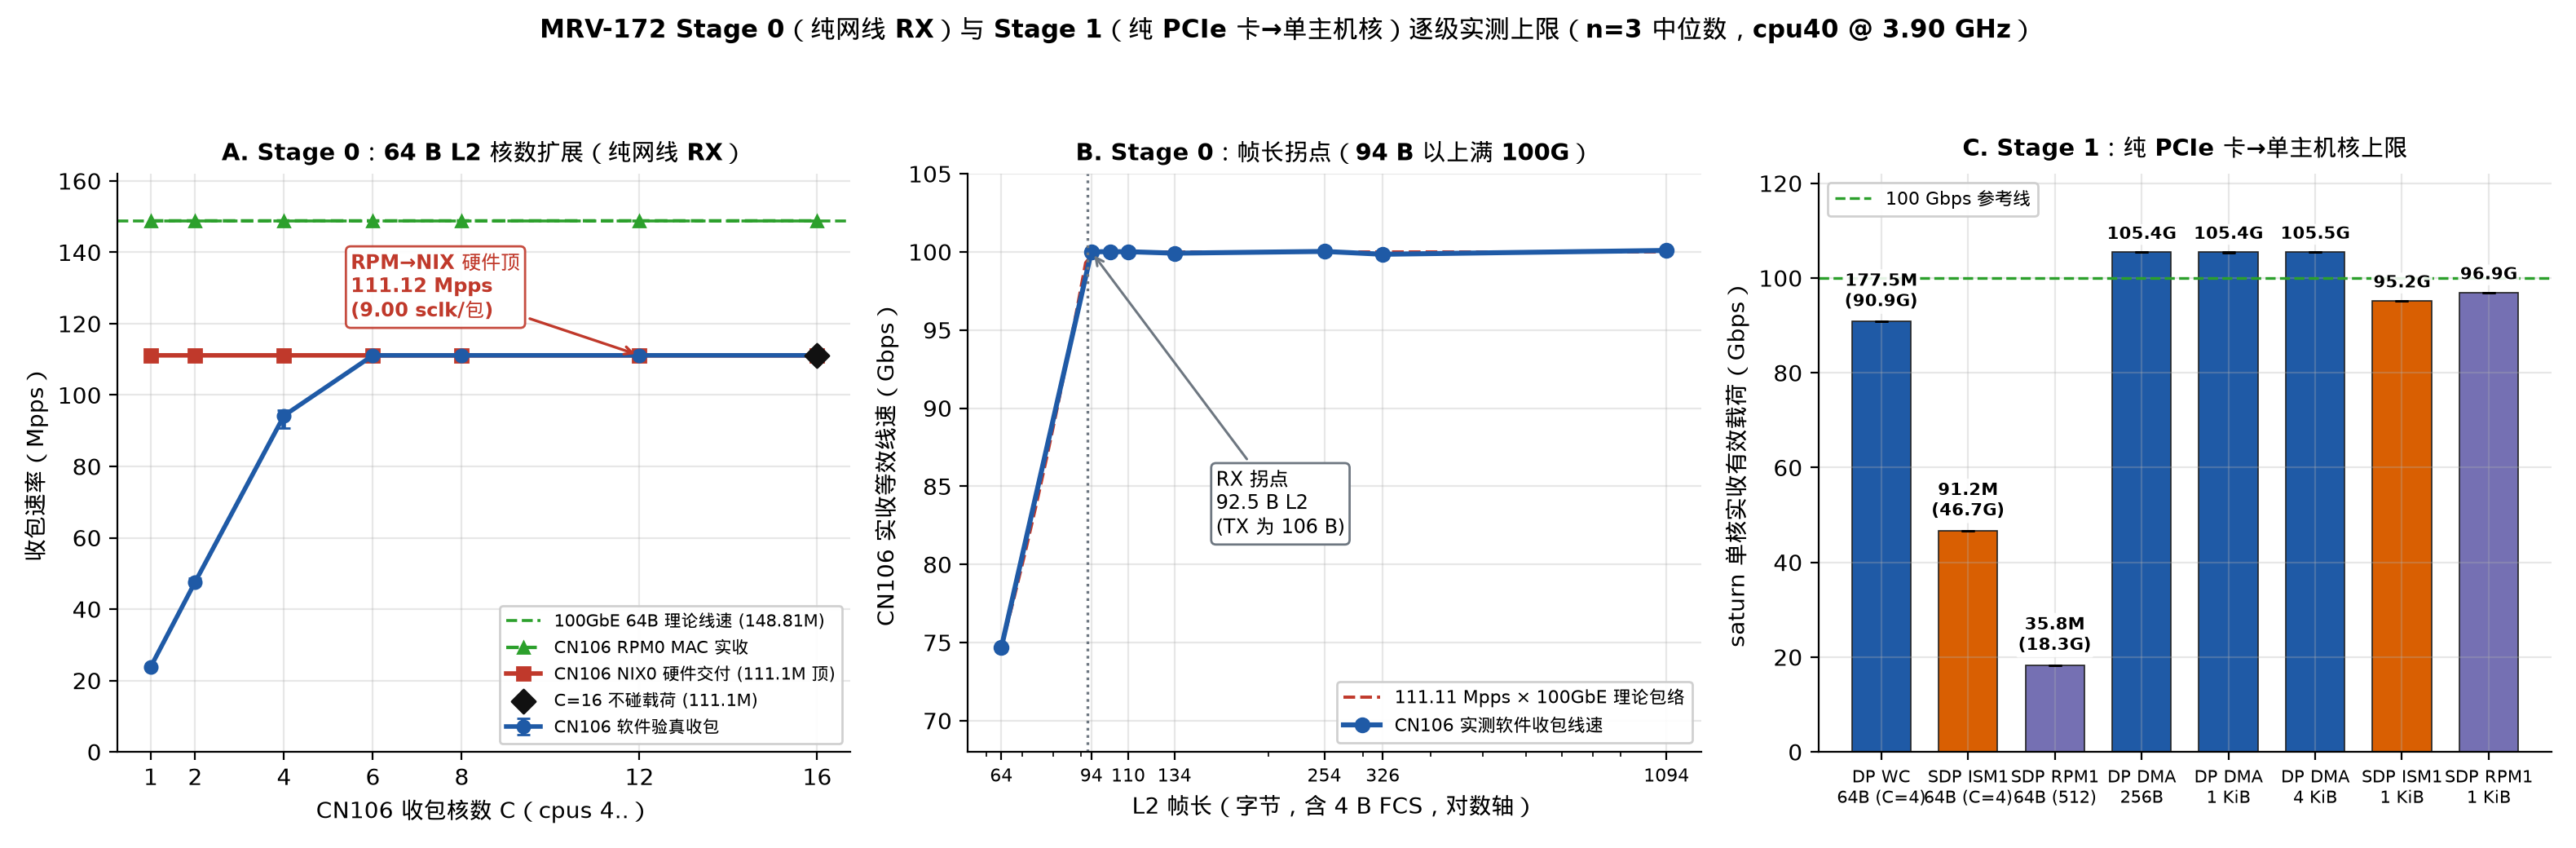 MRV-172 Stage 0（纯网线 RX）与 Stage 1（纯 PCIe 卡→单主机核）逐级实测上限（n=3 中位数，cpu40 @ 3.90 GHz）
A. Stage 0：64 B L2 核数扩展（纯网线 RX）
收包速率（Mpps）
160
140
120
100
80
60
40
20
0
RPM→NIX 硬件顶
111.12 Mpps
(9.00 sclk/包)
100GbE 64B 理论线速 (148.81M)
CN106 RPM0 MAC 实收
CN106 NIX0 硬件交付 (111.1M 顶)
C=16 不碰载荷 (111.1M)
CN106 软件验真收包
1 2 4 6 8 12 16
CN106 收包核数 C（cpus 4..）
B. Stage 0：帧长拐点（94 B 以上满 100G）
CN106 实收等效线速（Gbps）
105
100
95
90
85
80
75
70
RX 拐点
92.5 B L2
(TX 为 106 B)
111.11 Mpps × 100GbE 理论包络
CN106 实测软件收包线速
64 94 110 134 254 326 1094
L2 帧长（字节，含 4 B FCS，对数轴）
C. Stage 1：纯 PCIe 卡→单主机核上限
saturn 单核实收有效载荷（Gbps）
120
100
80
60
40
20
0
100 Gbps 参考线
177.5M
(90.9G)
91.2M
(46.7G)
35.8M
(18.3G)
105.4G
105.4G
105.5G
95.2G
96.9G
DP WC
64B (C=4)
SDP ISM1
64B (C=4)
SDP RPM1
64B (512)
DP DMA
256B
DP DMA
1 KiB
DP DMA
4 KiB
SDP ISM1
1 KiB
SDP RPM1
1 KiB